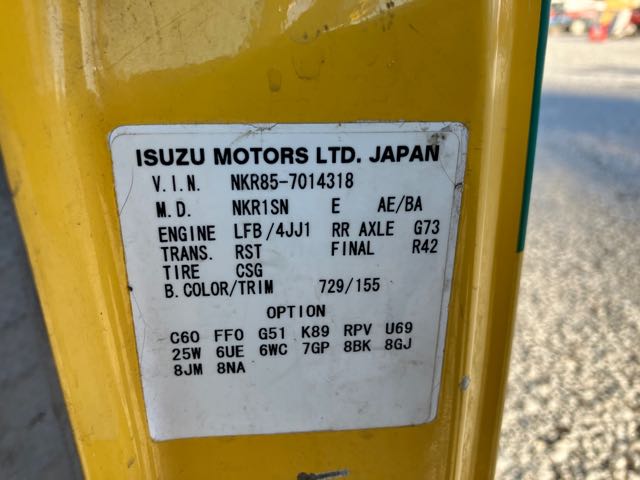 ISUZU MOTORS LTD. JAPAN
V.I.N. NKR85-7014318
M.D. NKR1SN E AE/BA
ENGINE LFB/4JJ1 RR AXLE G73
TRANS. RST FINAL R42
TIRE CSG
B.COLOR/TRIM 729/155
OPTION
C60 FF0 G51 K89 RPV U69
25W 6UE 6WC 7GP 8BK 8GJ
8JM 8NA